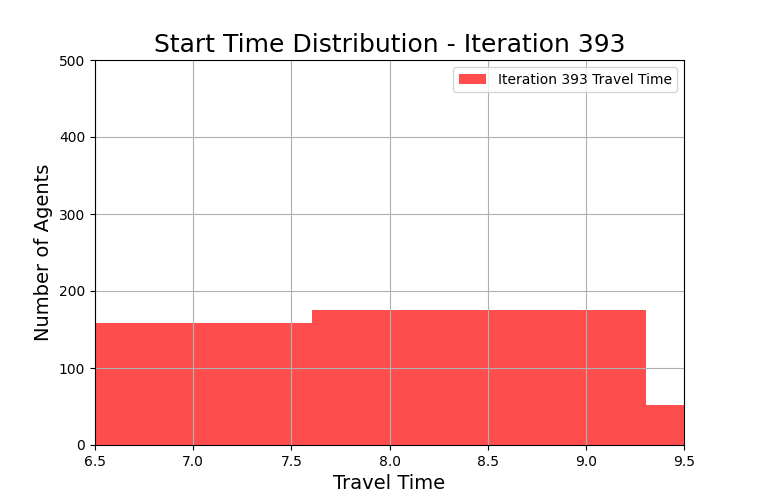 Start Time Distribution - Iteration 393
Iteration 393 Travel Time
Number of Agents
500
400
300
200
100
0
6.5 7.0 7.5 8.0 8.5 9.0 9.5
Travel Time